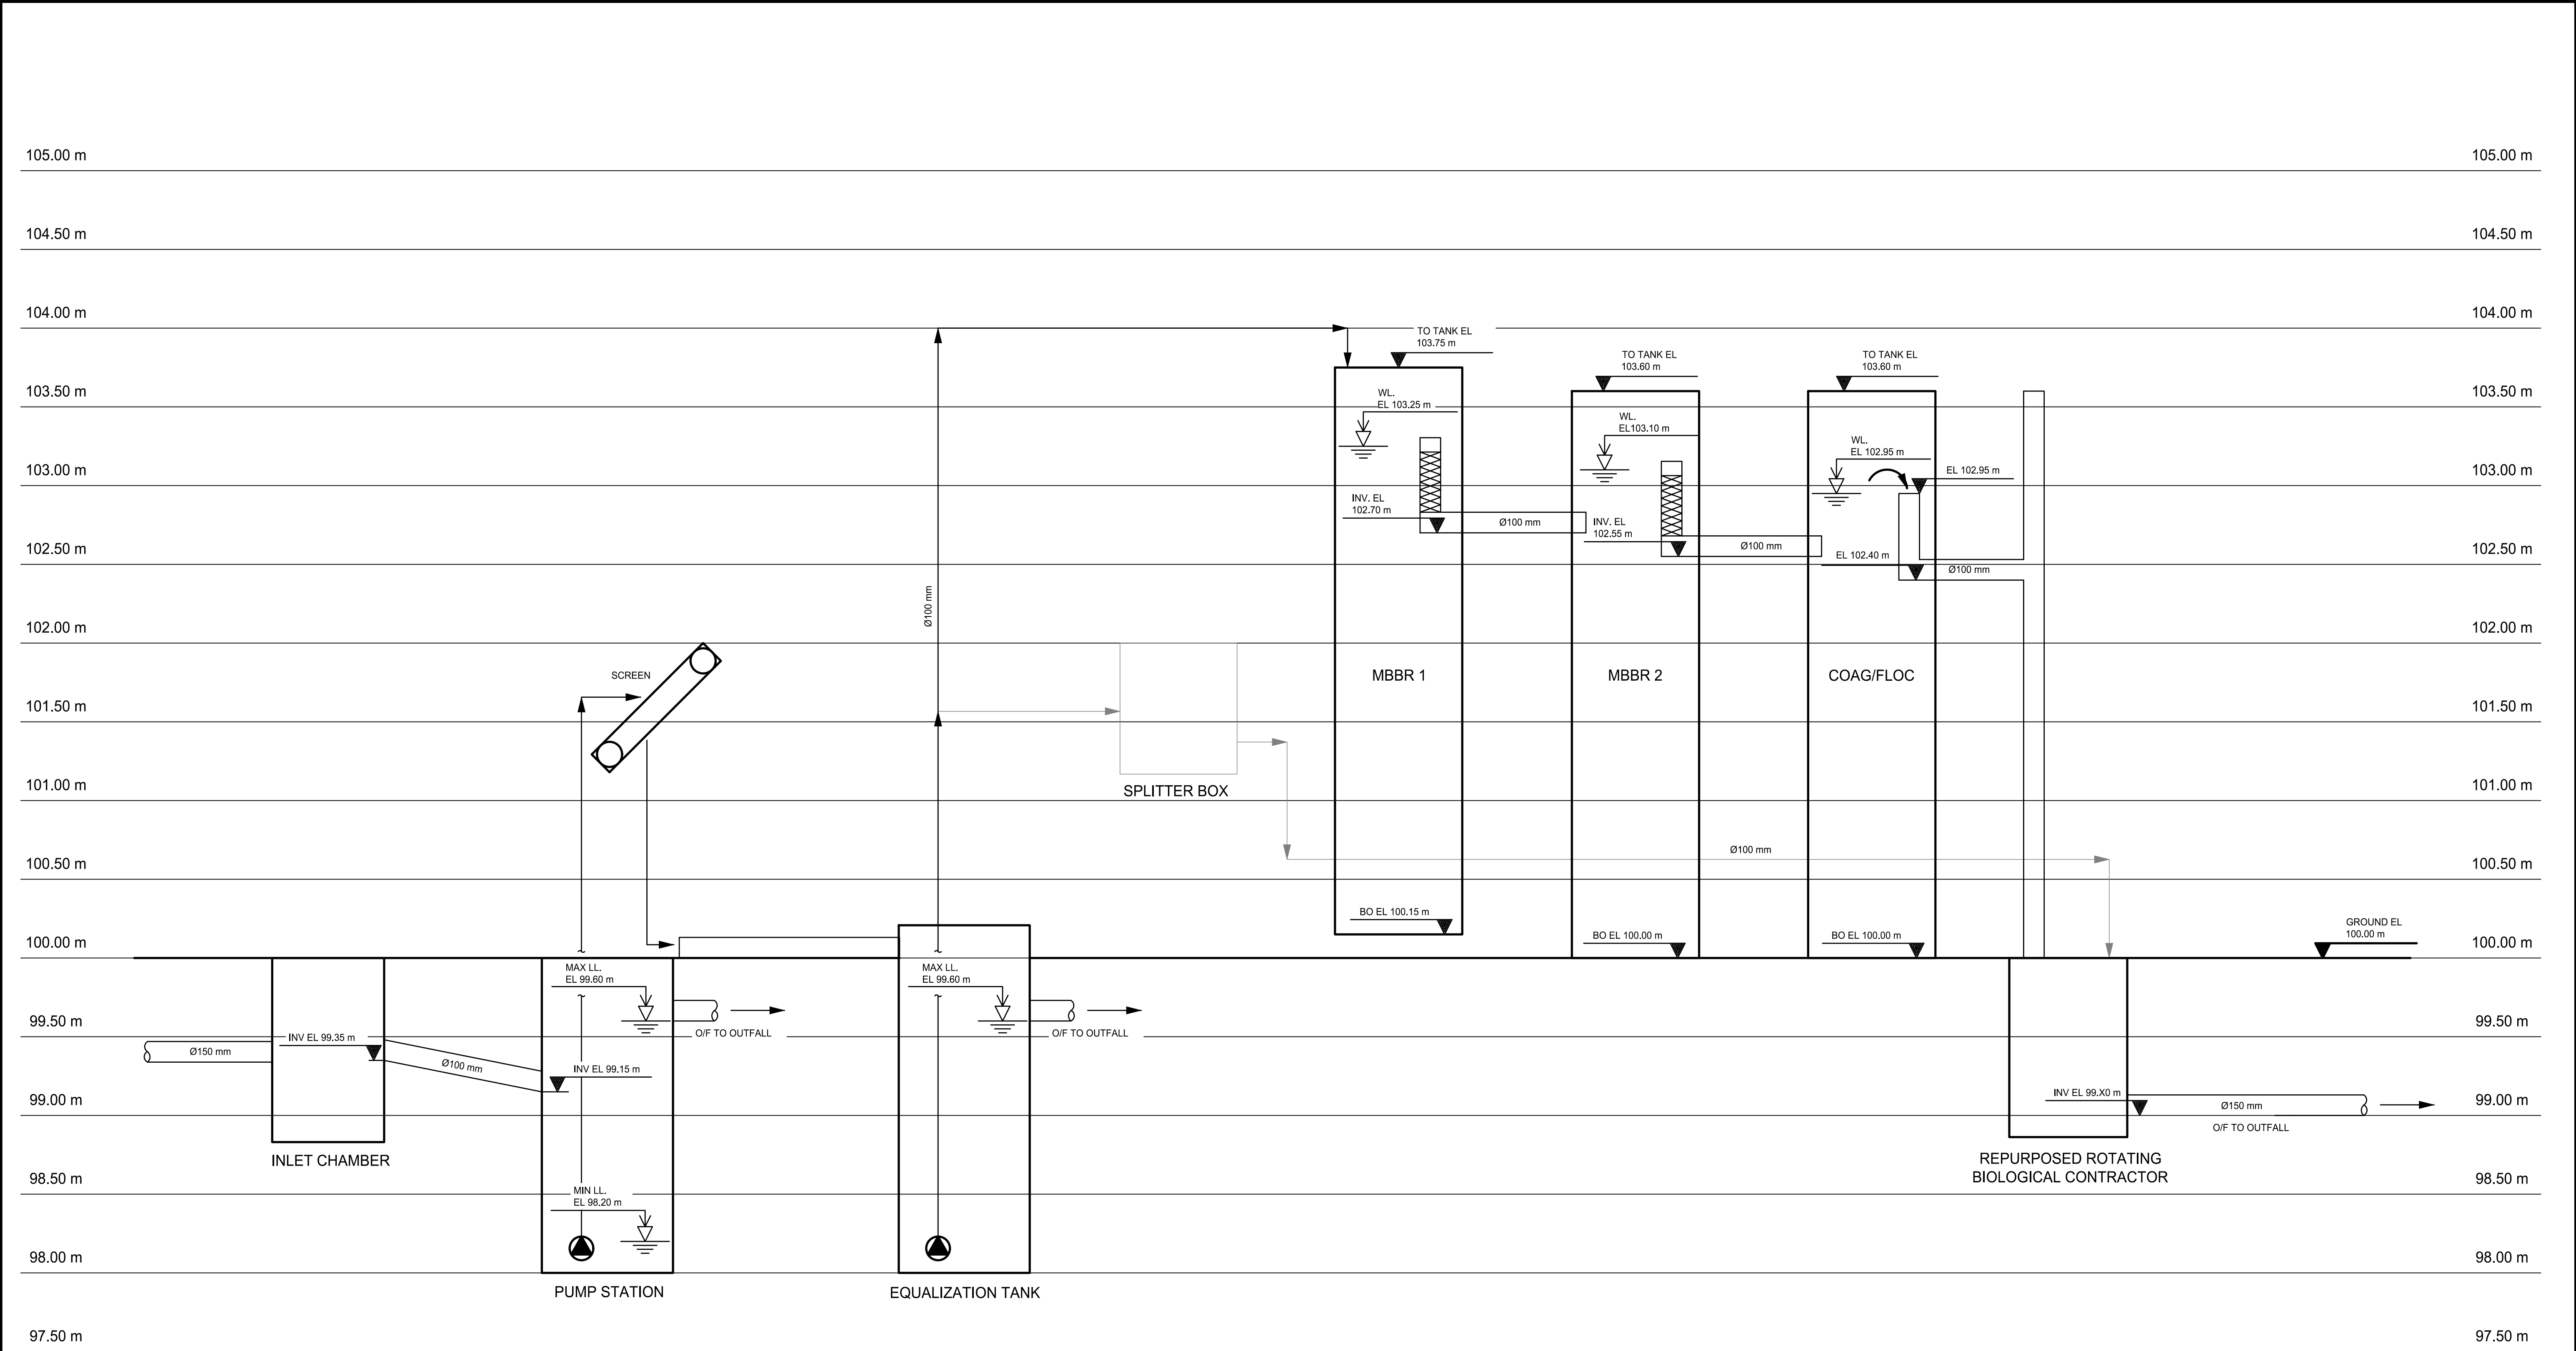 105.00 m
105.00 m
104.50 m
104.50 m
104.00 m
104.00 m
TO TANK EL
103.75 m
TO TANK EL
103.60 m
TO TANK EL
103.60 m
103.50 m
103.50 m
WL.
EL 103.25 m
WL.
EL103.10 m
WL.
EL 102.95 m
103.00 m
EL 102.95 m
103.00 m
INV. EL
102.70 m
Ø100 mm
INV. EL
102.55 m
Ø100 mm
102.50 m
EL 102.40 m
102.50 m
Ø100 mm
Ø100 mm
102.00 m
102.00 m
SCREEN
MBBR 1
MBBR 2
COAG/FLOC
101.50 m
101.50 m
101.00 m
SPLITTER BOX
101.00 m
Ø100 mm
100.50 m
100.50 m
BO EL 100.15 m
GROUND EL
100.00 m
100.00 m
BO EL 100.00 m
BO EL 100.00 m
100.00 m
MAX LL.
EL 99.60 m
MAX LL.
EL 99.60 m
99.50 m
99.50 m
O/F TO OUTFALL
O/F TO OUTFALL
INV EL 99.35 m
Ø150 mm
Ø100 mm
INV EL 99.15 m
99.00 m
INV EL 99.X0 m
99.00 m
Ø150 mm
O/F TO OUTFALL
INLET CHAMBER
REPURPOSED ROTATING
BIOLOGICAL CONTRACTOR
98.50 m
98.50 m
MIN LL.
EL 98.20 m
98.00 m
98.00 m
PUMP STATION
EQUALIZATION TANK
97.50 m
97.50 m